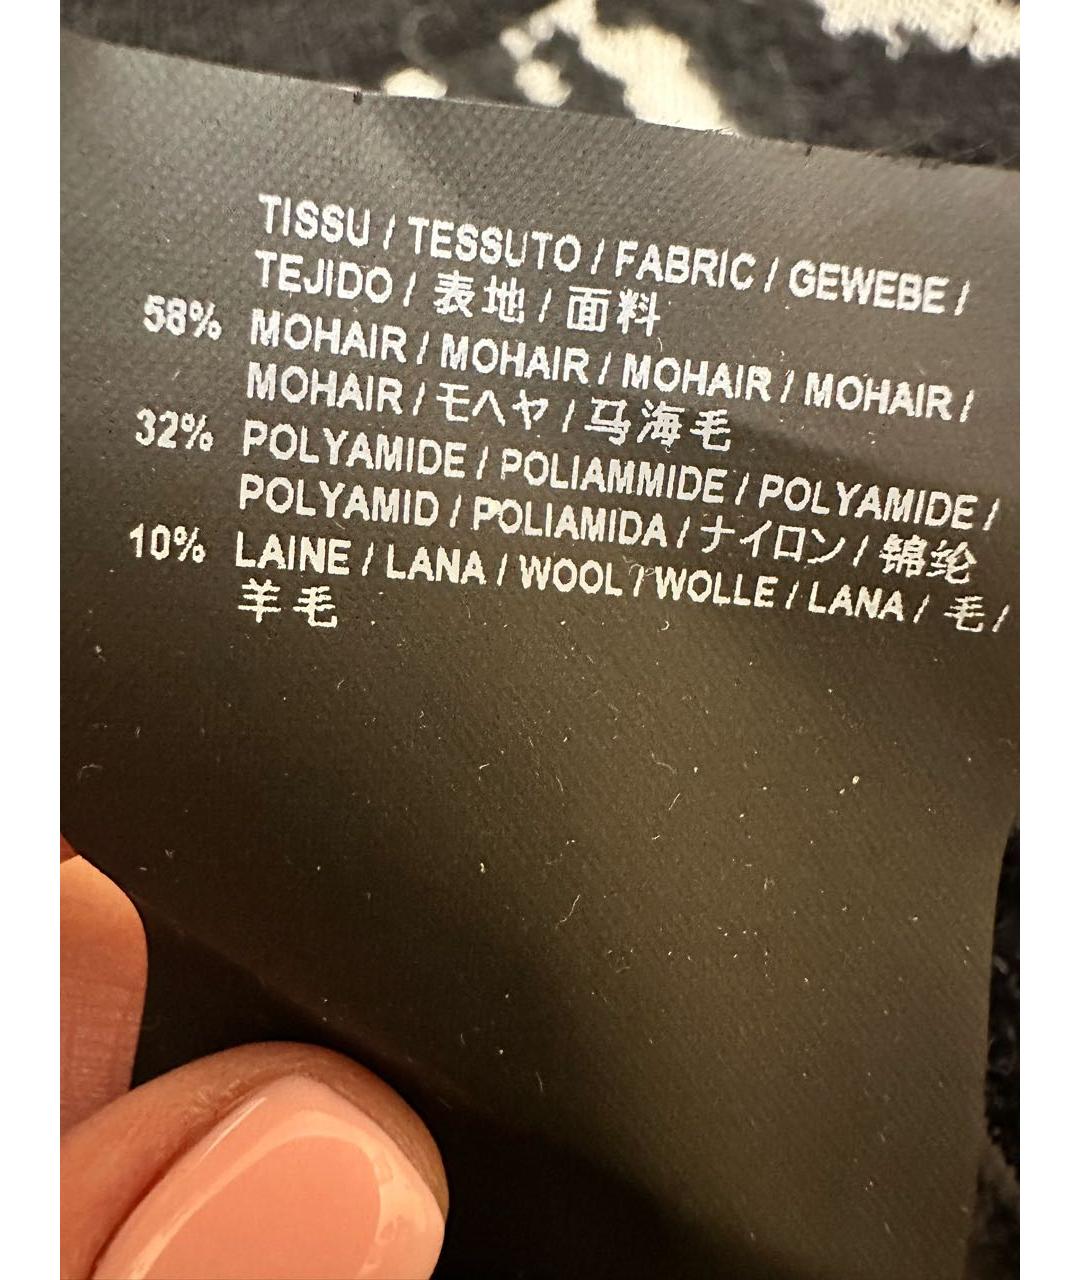 TISSU / TESSUTO / FABRIC / GEWEBE /
TEJIDO / 表地 / 面料
58% MOHAIR / MOHAIR / MOHAIR / MOHAIR /
MOHAIR / モヘヤ / 马海毛
32% POLYAMIDE / POLIAMMIDE / POLYAMIDE /
POLYAMID / POLIAMIDA / ナイロン / 锦纶
10% LAINE / LANA / WOOL / WOLLE / LANA / 毛 /
羊毛